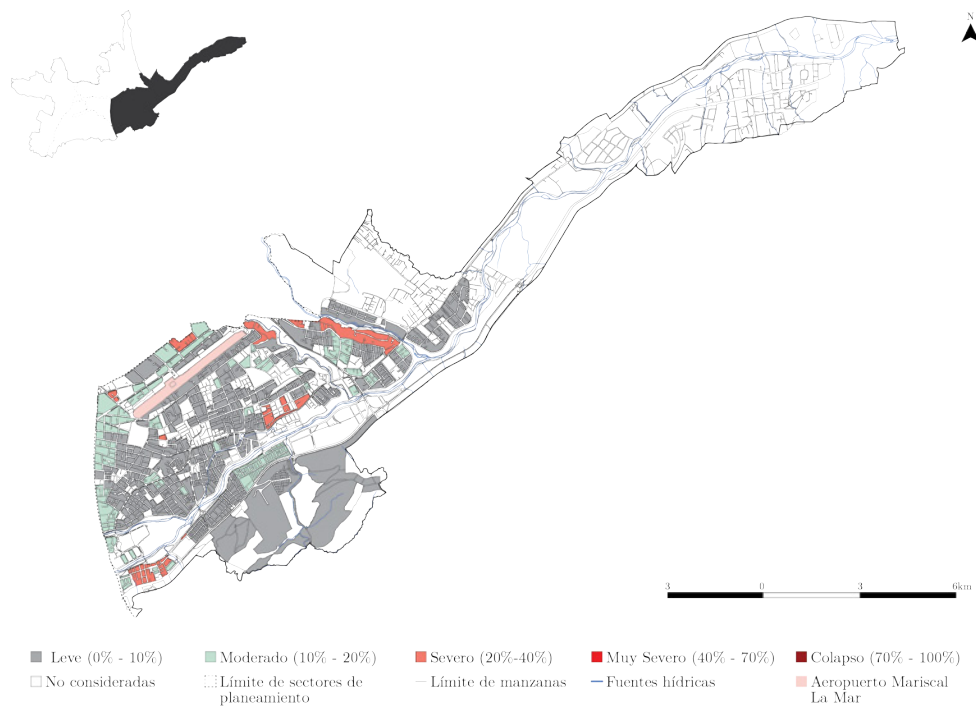 N
3 0 3 6km
Leve (0% - 10%)
Moderado (10% - 20%)
Severo (20%-40%)
Muy Severo (40% - 70%)
Colapso (70% - 100%)
No consideradas
Límite de sectores de
planeamiento
Límite de manzanas
Fuentes hídricas
Aeropuerto Mariscal
La Mar